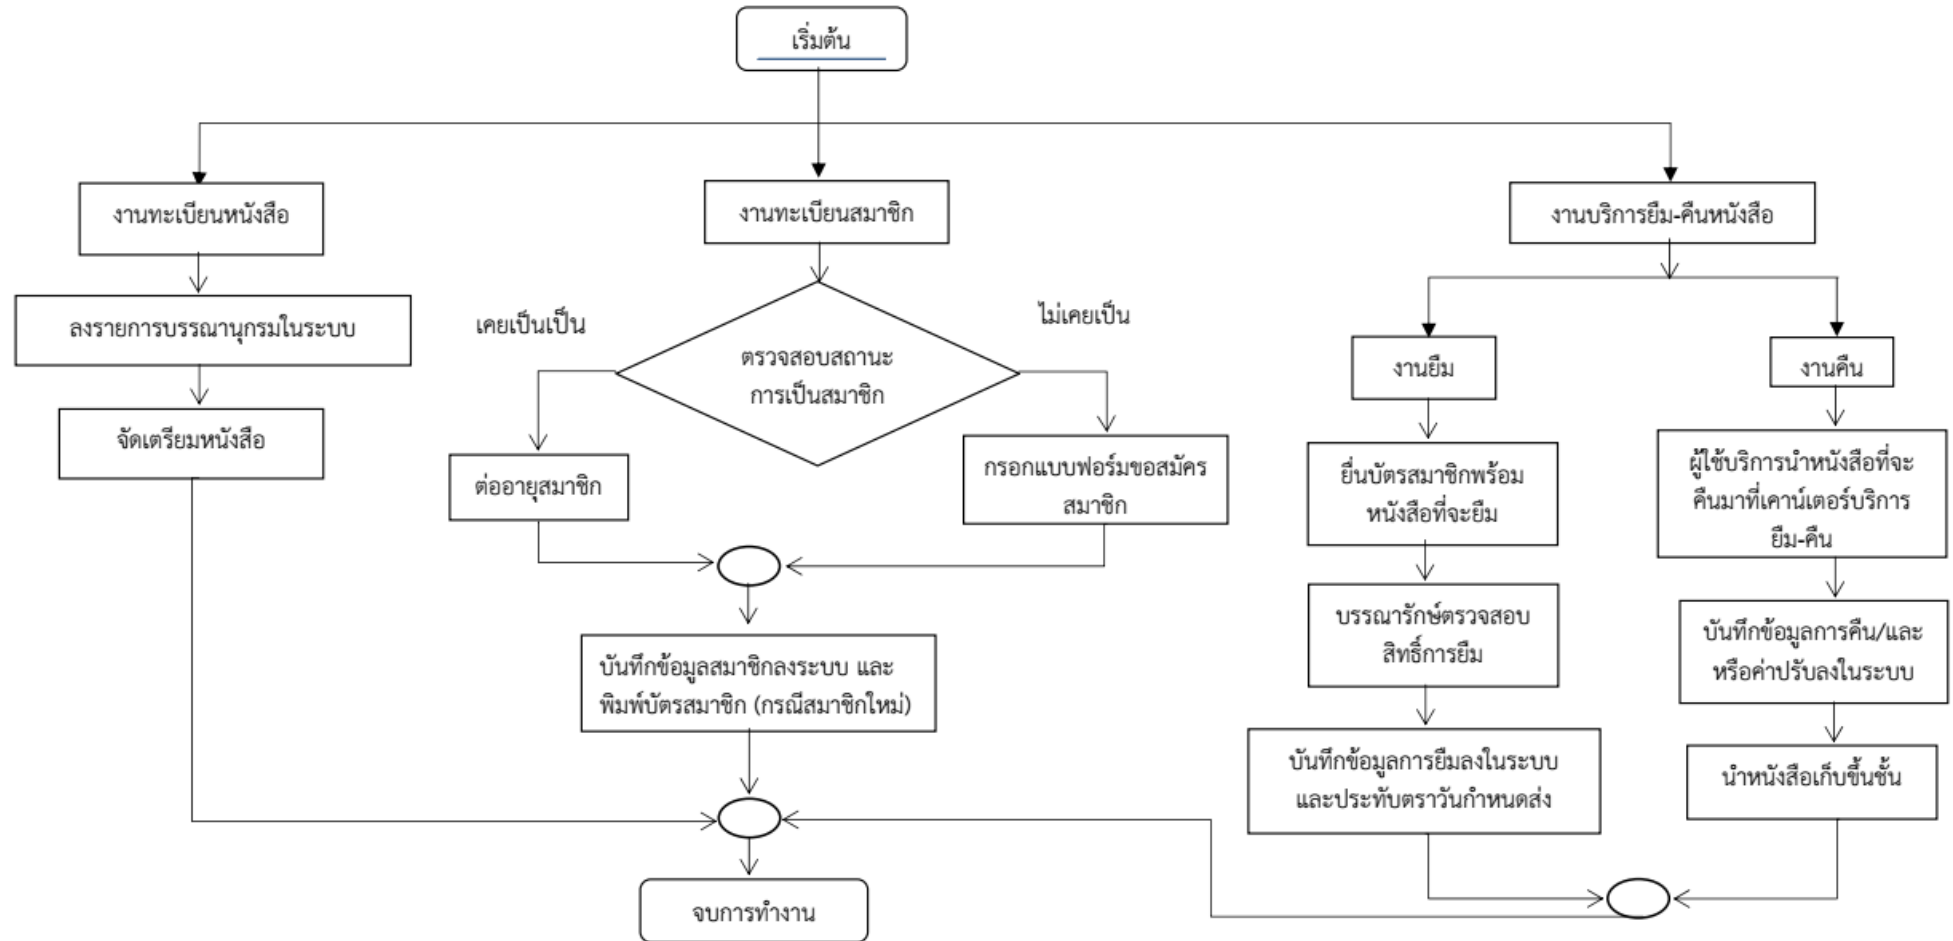 เริ่มต้น
งานทะเบียนหนังสือ
ลงรายการบรรณานุกรมในระบบ
จัดเตรียมหนังสือ
งานทะเบียนสมาชิก
เคยเป็นเป็น
ไม่เคยเป็น
ตรวจสอบสถานะ
การเป็นสมาชิก
ต่ออายุสมาชิก
กรอกแบบฟอร์มขอสมัคร
สมาชิก
บันทึกข้อมูลสมาชิกลงระบบ และ
พิมพ์บัตรสมาชิก (กรณีสมาชิกใหม่)
งานบริการยืม-คืนหนังสือ
งานยืม
ยื่นบัตรสมาชิกพร้อม
หนังสือที่จะยืม
บรรณารักษ์ตรวจสอบ
สิทธิ์การยืม
บันทึกข้อมูลการยืมลงในระบบ
และประทับตราวันกำหนดส่ง
งานคืน
ผู้ใช้บริการนำหนังสือที่จะ
คืนมาที่เคาน์เตอร์บริการ
ยืม-คืน
บันทึกข้อมูลการคืน/และ
หรือค่าปรับลงในระบบ
นำหนังสือเก็บขึ้นชั้น
จบการทำงาน